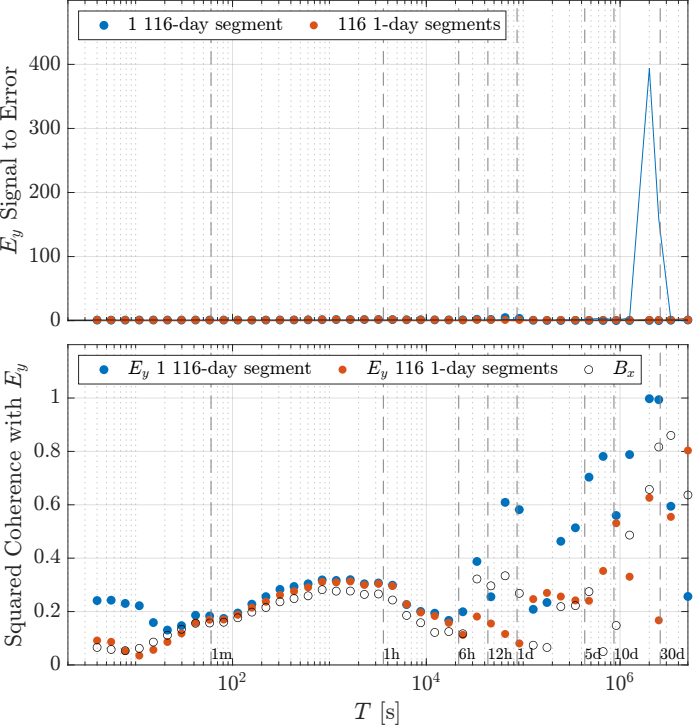 1 116-day segment 116 1-day segments
400
300
200
100
0
E_y Signal to Error
E_y 1 116-day segment E_y 116 1-day segments B_x
1
0.8
0.6
0.4
0.2
0
Squared Coherence with E_y
1m 1h 6h 12h 1d 5d 10d 30d
10^2 10^4 10^6
T [s]